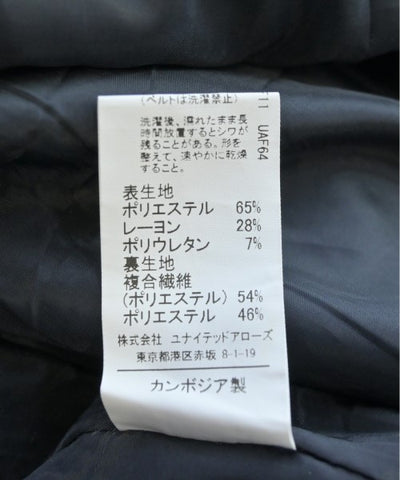 (ベルトは洗濯禁止)
洗濯後、濡れたまま長
時間放置するとシワが
残ることがある。形を
整えて、速やかに乾燥
すること。
表生地
ポリエステル 65%
レーヨン 28%
ポリウレタン 7%
裏生地
複合繊維
(ポリエステル) 54%
ポリエステル 46%
株式会社 ユナイテッドアローズ
東京都港区赤坂 8-1-19
カンボジア製
11 UAF64